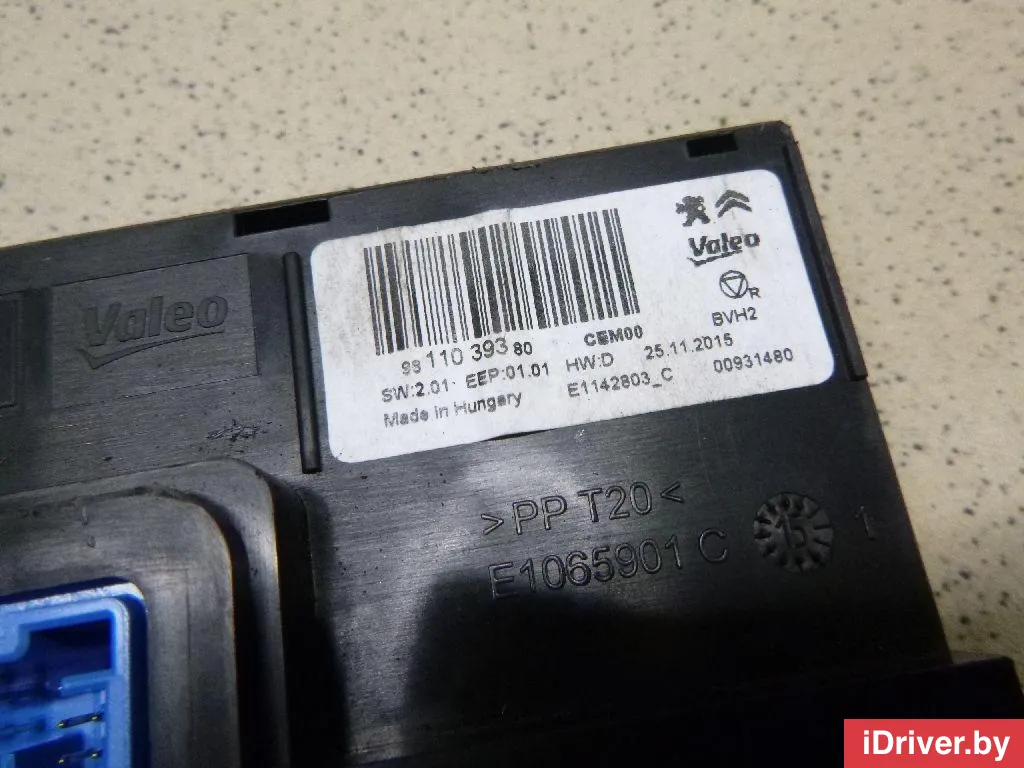 Valeo
Valeo
R
BVH2
98 110 393 80 CEM00
SW:2.01 EEP:01.01 HW:D 25.11.2015
Made in Hungary E1142803_C 00931480
>PP T20<
E1065901 C
15
1
iDriver.by